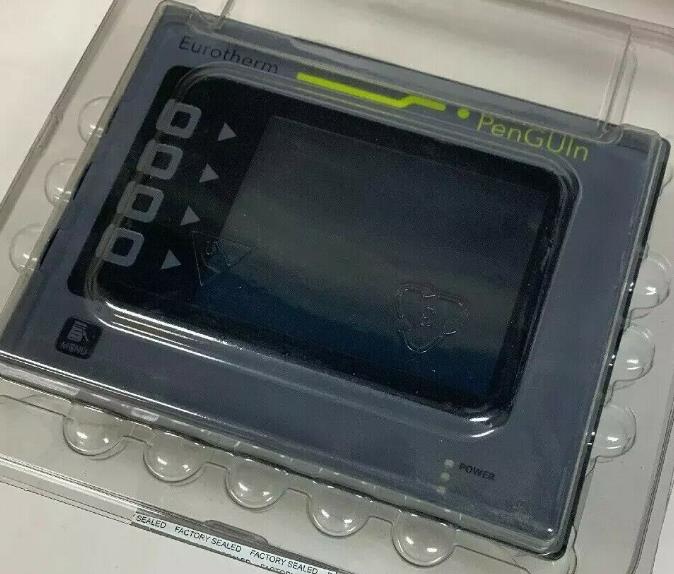 Eurotherm
PenGUIn
MENU
POWER
SEALED FACTORY SEALED FACTORY SEALED